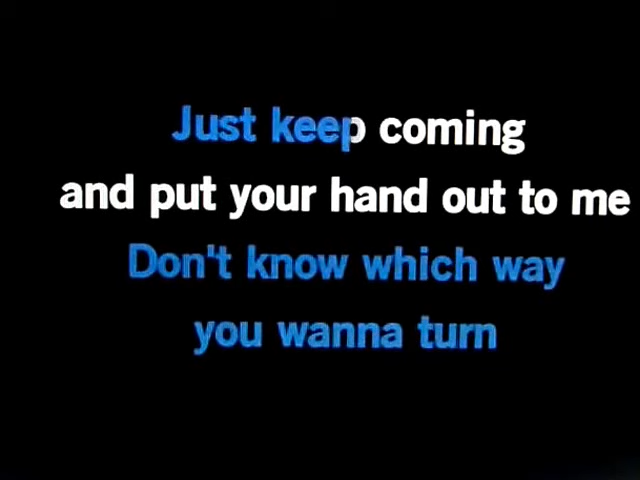 Just keep coming
and put your hand out to me
Don't know which way
you wanna turn